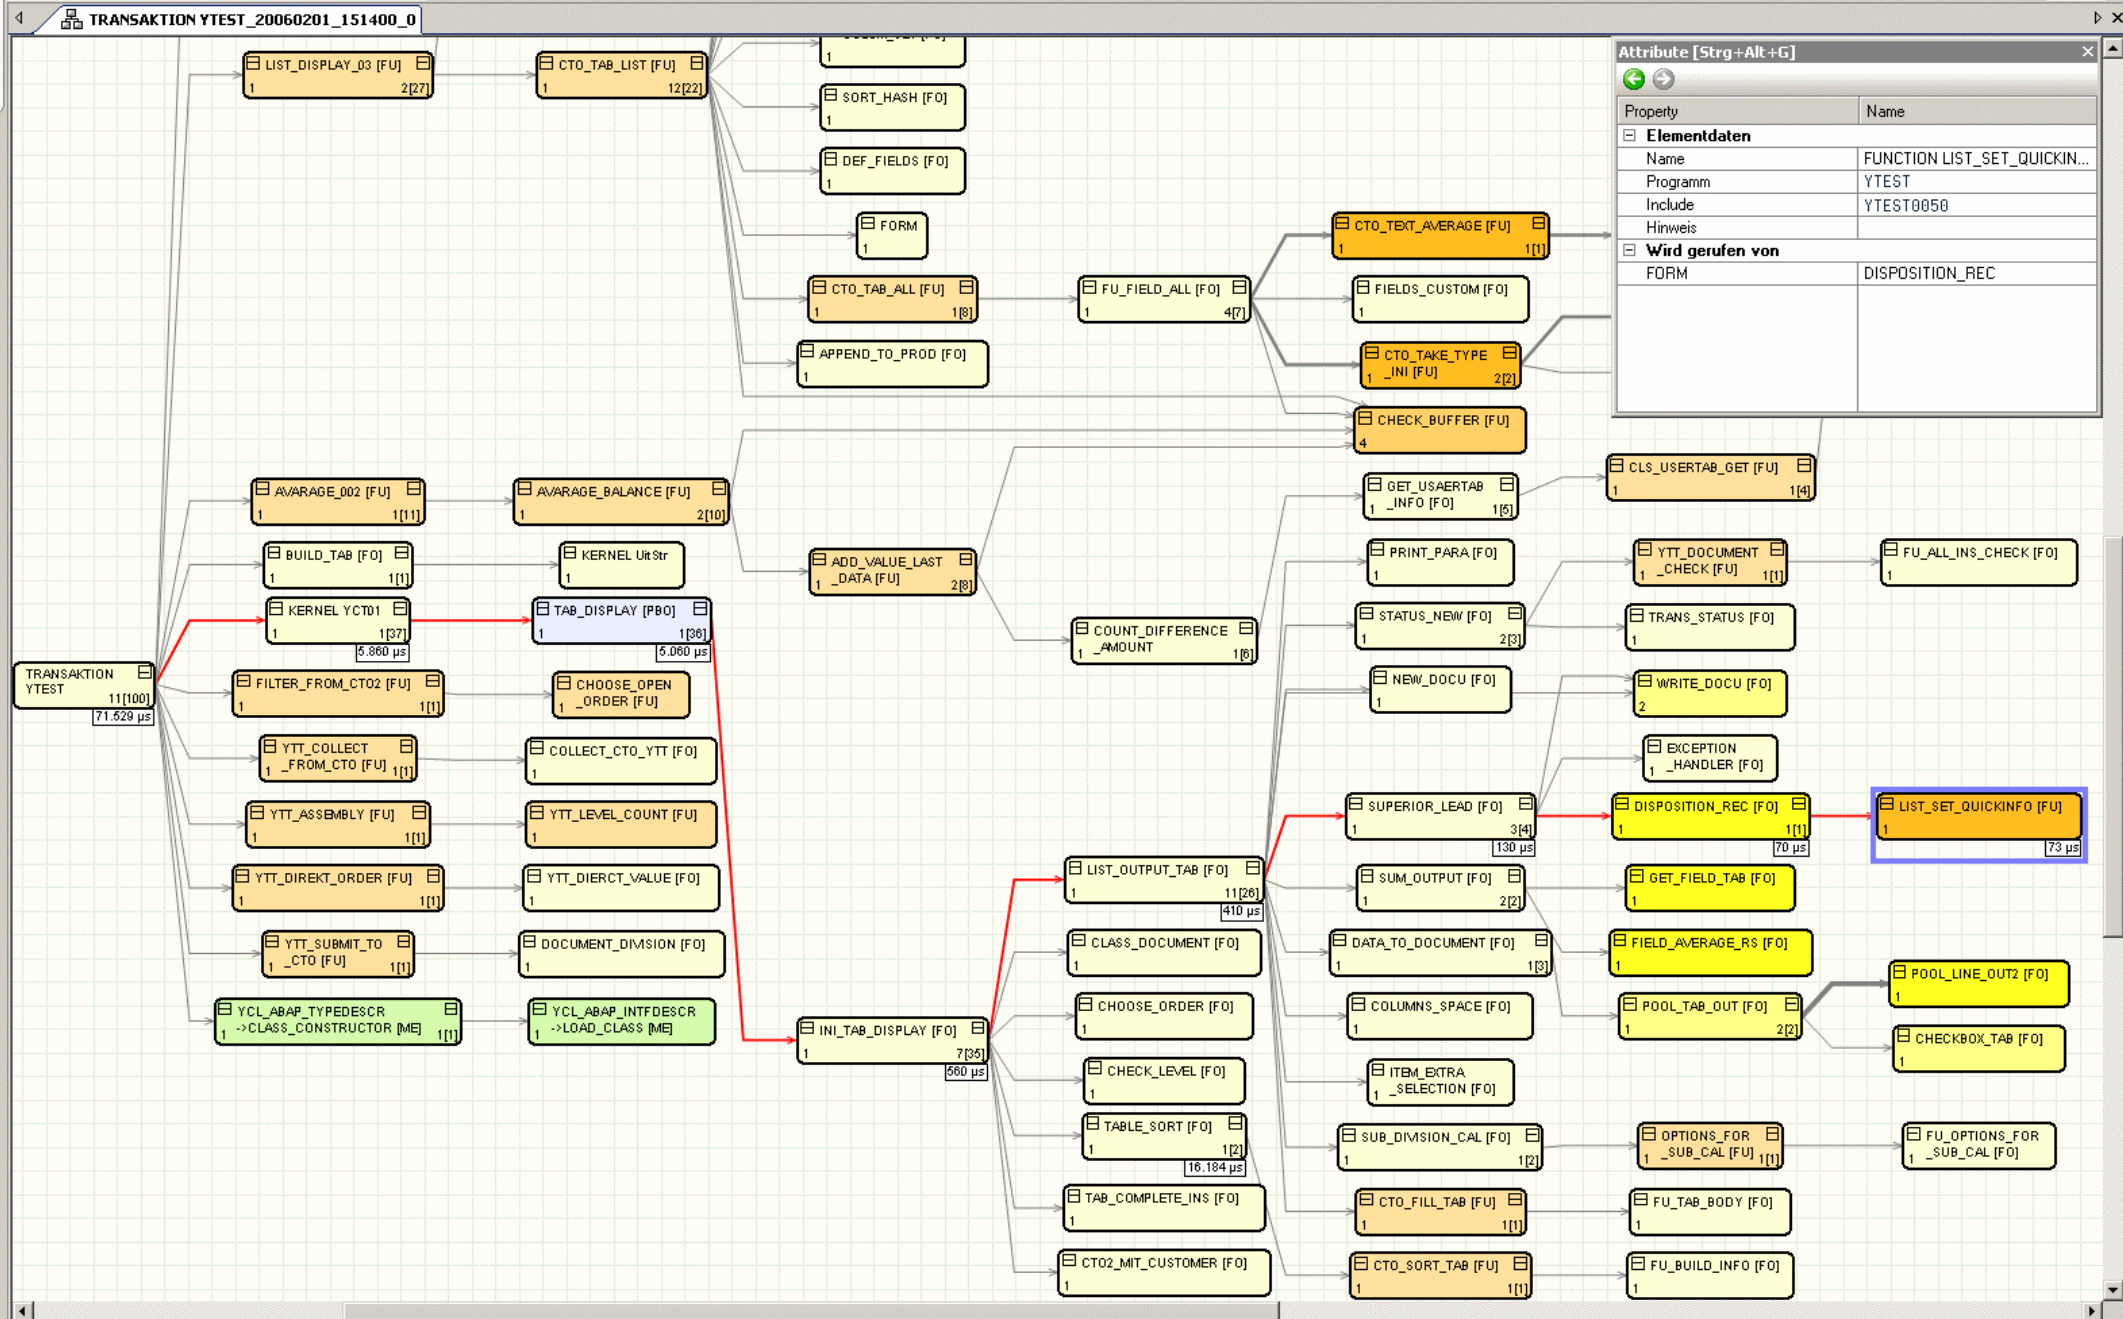 TRANSAKTION YTEST_20060201_151400_0
LIST_DISPLAY_03 [FU]
1 2[27]
CTO_TAB_LIST [FU]
1 12[22]
1
SORT_HASH [FO]
1
DEF_FIELDS [FO]
1
FORM
1
CTO_TAB_ALL [FU]
1 1[8]
FU_FIELD_ALL [FO]
1 4[7]
APPEND_TO_PROD [FO]
1
CTO_TEXT_AVERAGE [FU]
1 1[1]
FIELDS_CUSTOM [FO]
1
CTO_TAKE_TYPE
_INI [FU]
1 2[2]
CHECK_BUFFER [FU]
4
Attribute [Strg+Alt+G]
Property Name
Elementdaten
Name FUNCTION LIST_SET_QUICKIN...
Programm YTEST
Include YTEST0050
Hinweis
Wird gerufen von
FORM DISPOSITION_REC
AVARAGE_002 [FU]
1 1[11]
AVARAGE_BALANCE [FU]
1 2[10]
BUILD_TAB [FO]
1 1[1]
KERNEL UitStr
1
KERNEL YCT01
1 1[37]
5.860 µs
TAB_DISPLAY [PBO]
1 1[36]
5.060 µs
ADD_VALUE_LAST
_DATA [FU]
1 2[8]
COUNT_DIFFERENCE
_AMOUNT
1 1[6]
TRANSAKTION
YTEST
11[100]
71.529 µs
FILTER_FROM_CTO2 [FU]
1 1[1]
CHOOSE_OPEN
_ORDER [FU]
1
YTT_COLLECT
_FROM_CTO [FU]
1 1[1]
COLLECT_CTO_YTT [FO]
1
YTT_ASSEMBLY [FU]
1 1[1]
YTT_LEVEL_COUNT [FU]
1
YTT_DIREKT_ORDER [FU]
1 1[1]
YTT_DIERCT_VALUE [FO]
1
YTT_SUBMIT_TO
_CTO [FU]
1 1[1]
DOCUMENT_DIVISION [FO]
1
YCL_ABAP_TYPEDESCR
->CLASS_CONSTRUCTOR [ME]
1 1[1]
YCL_ABAP_INTFDESCR
->LOAD_CLASS [ME]
1
INI_TAB_DISPLAY [FO]
1 7[35]
560 µs
LIST_OUTPUT_TAB [FO]
1 11[26]
410 µs
CLASS_DOCUMENT [FO]
1
CHOOSE_ORDER [FO]
1
CHECK_LEVEL [FO]
1
TABLE_SORT [FO]
1 1[2]
16.184 µs
TAB_COMPLETE_INS [FO]
1
CTO2_MIT_CUSTOMER [FO]
1
GET_USAERTAB
_INFO [FO]
1 1[5]
CLS_USERTAB_GET [FU]
1 1[4]
PRINT_PARA [FO]
1
YTT_DOCUMENT
_CHECK [FU]
1 1[1]
FU_ALL_INS_CHECK [FO]
1
STATUS_NEW [FO]
1 2[3]
TRANS_STATUS [FO]
1
NEW_DOCU [FO]
1
WRITE_DOCU [FO]
2
EXCEPTION
_HANDLER [FO]
1
SUPERIOR_LEAD [FO]
1 3[4]
130 µs
DISPOSITION_REC [FO]
1 1[1]
70 µs
LIST_SET_QUICKINFO [FU]
1
73 µs
SUM_OUTPUT [FO]
1 2[2]
GET_FIELD_TAB [FO]
1
DATA_TO_DOCUMENT [FO]
1 1[3]
FIELD_AVERAGE_RS [FO]
1
COLUMNS_SPACE [FO]
1
POOL_TAB_OUT [FO]
1 2[2]
POOL_LINE_OUT2 [FO]
1
CHECKBOX_TAB [FO]
1
ITEM_EXTRA
_SELECTION [FO]
1
SUB_DIVISION_CAL [FO]
1 1[2]
OPTIONS_FOR
_SUB_CAL [FU]
1 1[1]
FU_OPTIONS_FOR
_SUB_CAL [FO]
1
CTO_FILL_TAB [FU]
1 1[1]
FU_TAB_BODY [FO]
1
CTO_SORT_TAB [FU]
1 1[1]
FU_BUILD_INFO [FO]
1